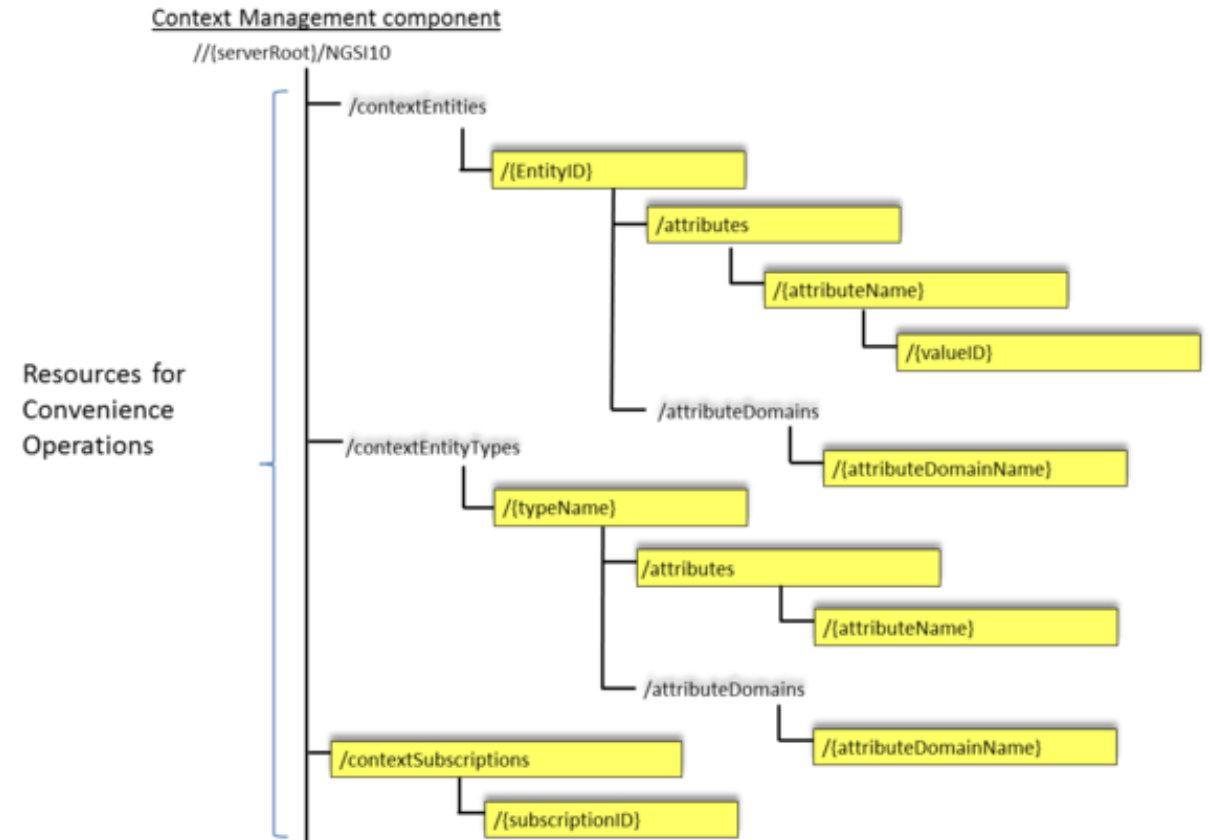 Context Management component
//{serverRoot}/NGSI10
/contextEntities
/{EntityID}
/attributes
/{attributeName}
/{valueID}
/attributeDomains
/{attributeDomainName}
Resources for
Convenience
Operations
/contextEntityTypes
/{typeName}
/attributes
/{attributeName}
/attributeDomains
/{attributeDomainName}
/contextSubscriptions
/{subscriptionID}